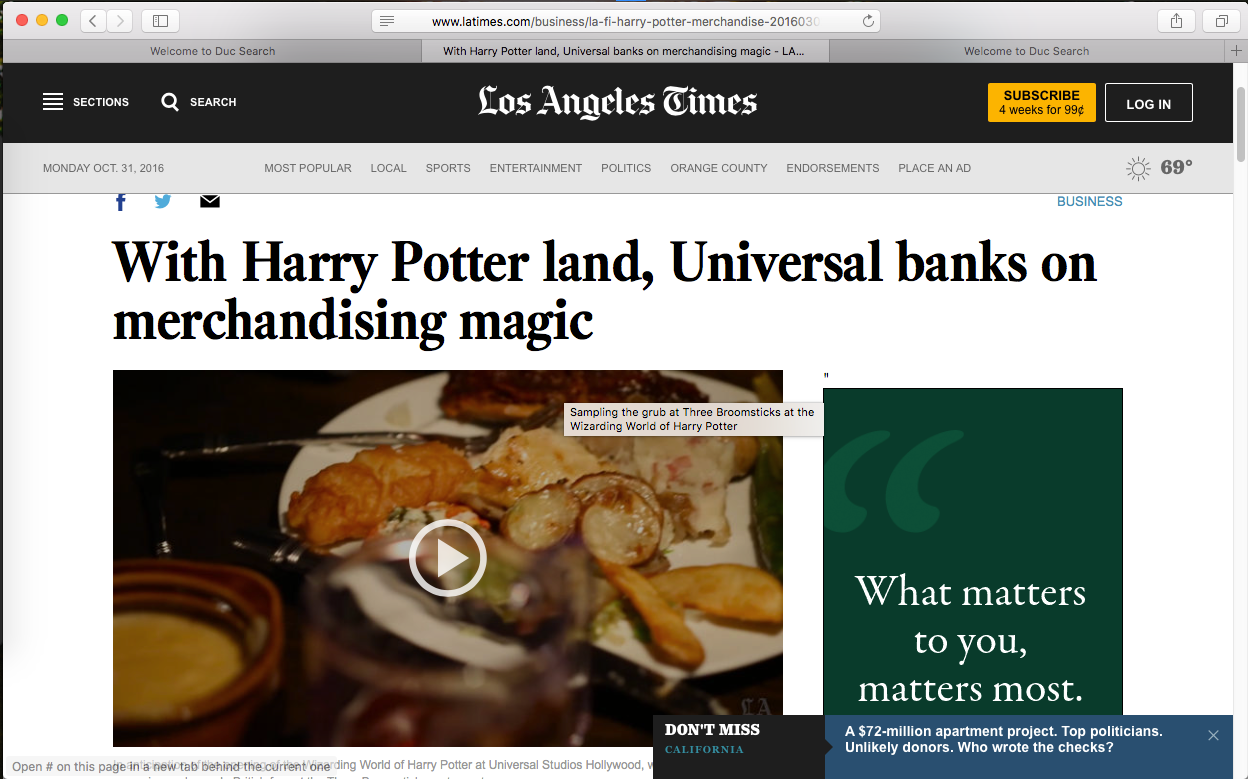 www.latimes.com/business/la-fi-harry-potter-merchandise-2016030
Welcome to Duc Search
With Harry Potter land, Universal banks on merchandising magic - LA...
Welcome to Duc Search
SECTIONS
SEARCH
Los Angeles Times
SUBSCRIBE
4 weeks for 99¢
LOG IN
MONDAY OCT. 31, 2016
MOST POPULAR
LOCAL
SPORTS
ENTERTAINMENT
POLITICS
ORANGE COUNTY
ENDORSEMENTS
PLACE AN AD
69°
BUSINESS
With Harry Potter land, Universal banks on
merchandising magic
Sampling the grub at Three Broomsticks at the
Wizarding World of Harry Potter
"
What matters
to you,
matters most.
LA
DON'T MISS
CALIFORNIA
A $72-million apartment project. Top politicians.
Unlikely donors. Who wrote the checks?
Open # on this page in a new tab behind the current one
ding World of Harry Potter at Universal Studios Hollywood, w